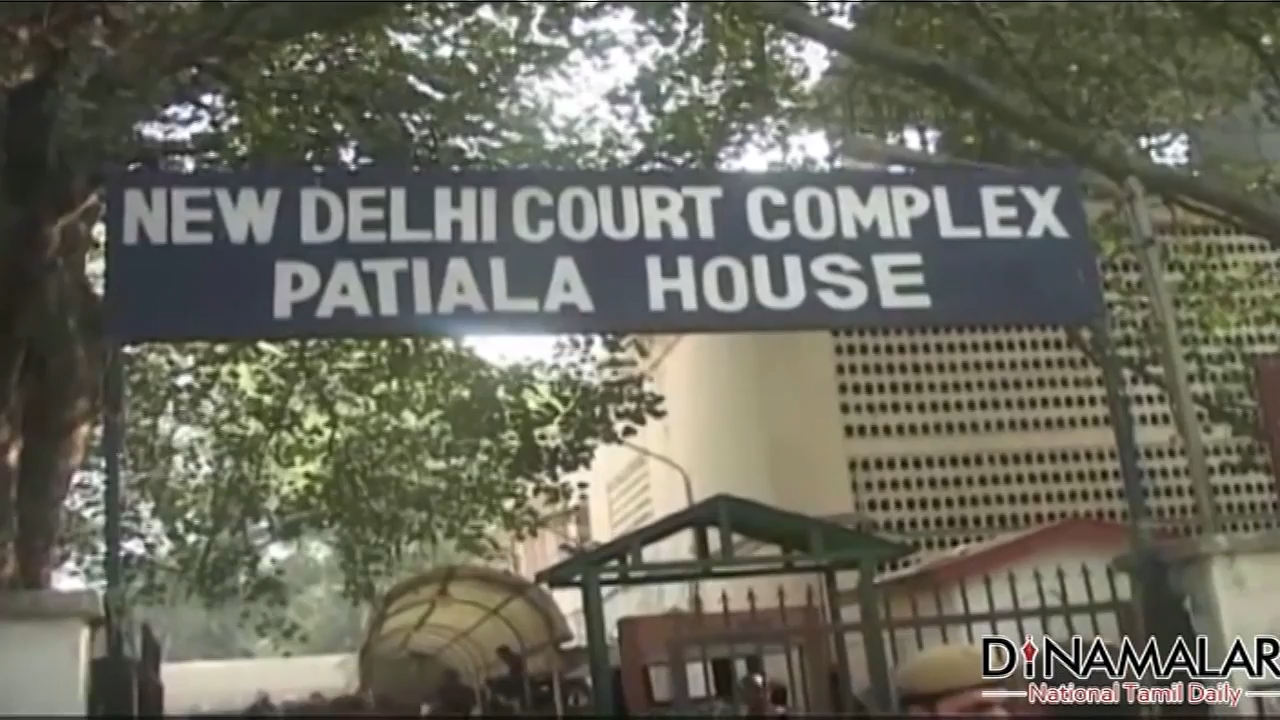 NEW DELHI COURT COMPLEX
PATIALA HOUSE
DINAMALAR
National Tamil Daily